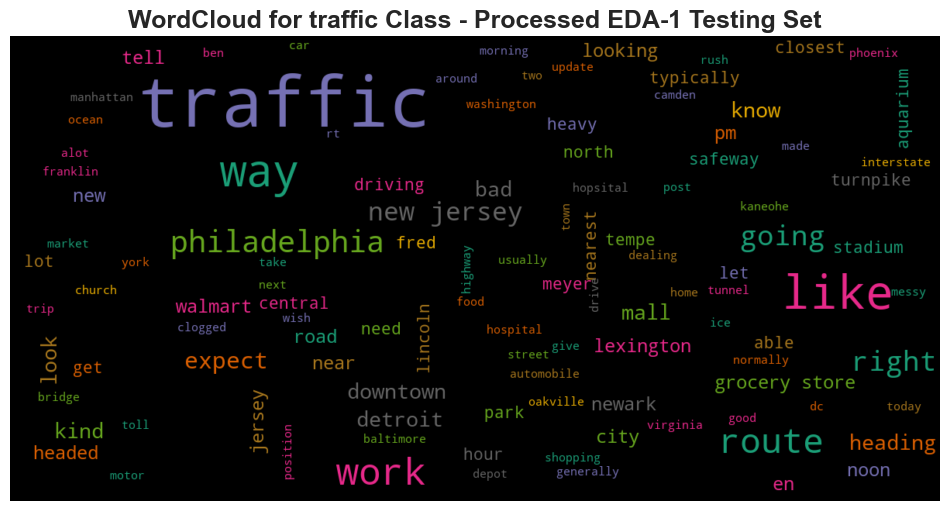 WordCloud for traffic Class - Processed EDA-1 Testing Set
tell ben car morning looking closest phoenix
manhattan traffic around two update rush typically aquarium
ocean rt washington camden know
heavy pm made
alot north safeway interstate
franklin way driving bad hopsital post turnpike
new new jersey town kaneohe
market philadelphia fred nearest tempe going stadium
lot york take highway usually dealing let
church next meyer drive home tunnel like messy
trip walmart central food mall
clogged wish road need lincoln hospital ice
look expect near street give lexington able right
get automobile normally
bridge downtown grocery store
jersey detroit park oakville newark dc today
kind toll baltimore city virginia good route heading
headed position hour shopping noon
motor work depot generally en